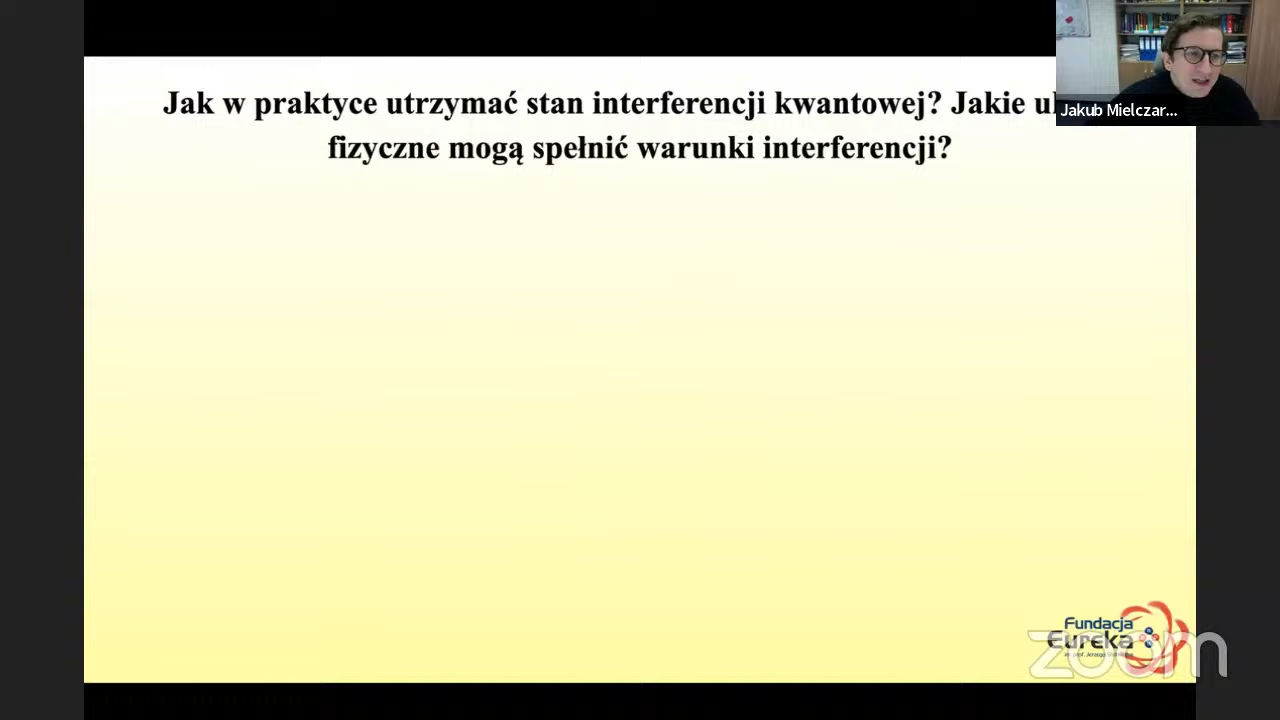 Jak w praktyce utrzymać stan interferencji kwantowej? Jakie
fizyczne mogą spełnić warunki interferencji?
Jakub Mielczar...
Fundacja
Eureka
zoom